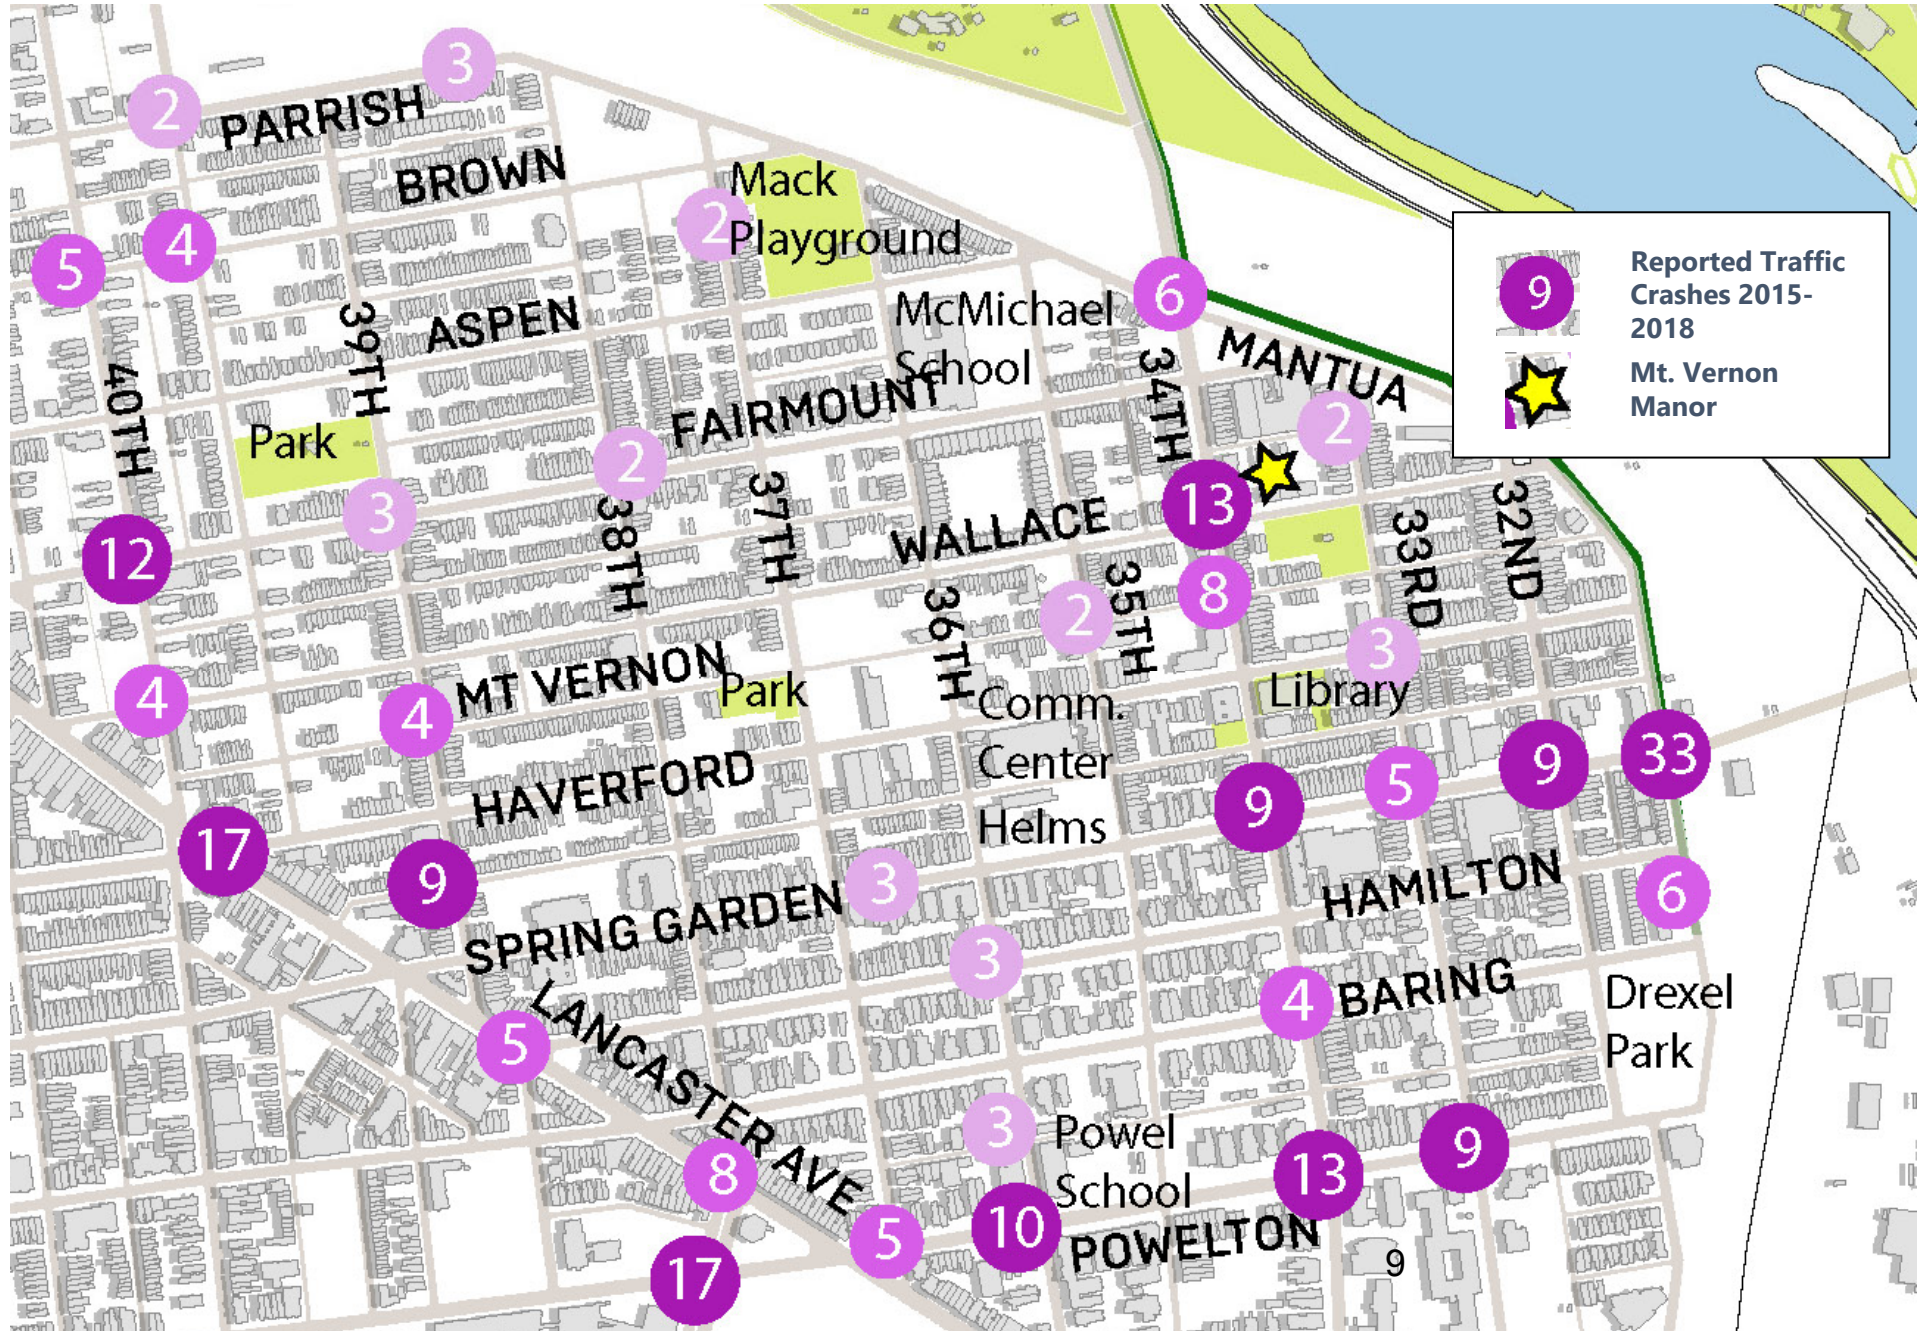 3
2
PARRISH
BROWN
Mack
Playground
2
4
5
Reported Traffic
Crashes 2015-
2018
9
Mt. Vernon
Manor
6
McMichael
School
ASPEN
39TH
40TH
34TH
MANTUA
FAIRMOUNT
2
Park
2
3
38TH
37TH
12
13
WALLACE
33RD
32ND
8
2
35TH
36TH
3
Library
4
4
MT VERNON
Park
Comm.
Center
Helms
HAVERFORD
9
5
9
33
17
9
SPRING GARDEN
3
HAMILTON
6
3
4
BARING
Drexel
Park
5
LANCASTER AVE
3
Powel
School
8
13
9
5
10
POWELTON
9
17